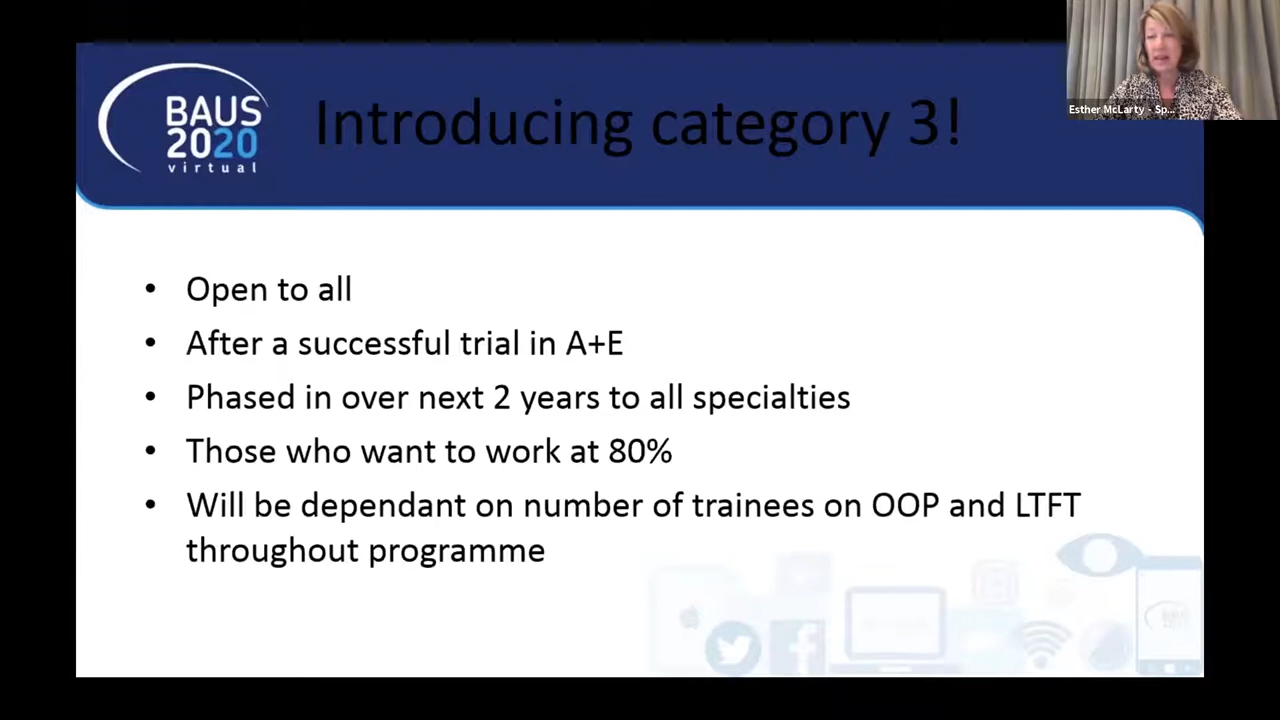 BAUS
2020
virtual
Introducing category 3!
Esther McLarty - Sp...
• Open to all
• After a successful trial in A+E
• Phased in over next 2 years to all specialties
• Those who want to work at 80%
• Will be dependant on number of trainees on OOP and LTFT
throughout programme